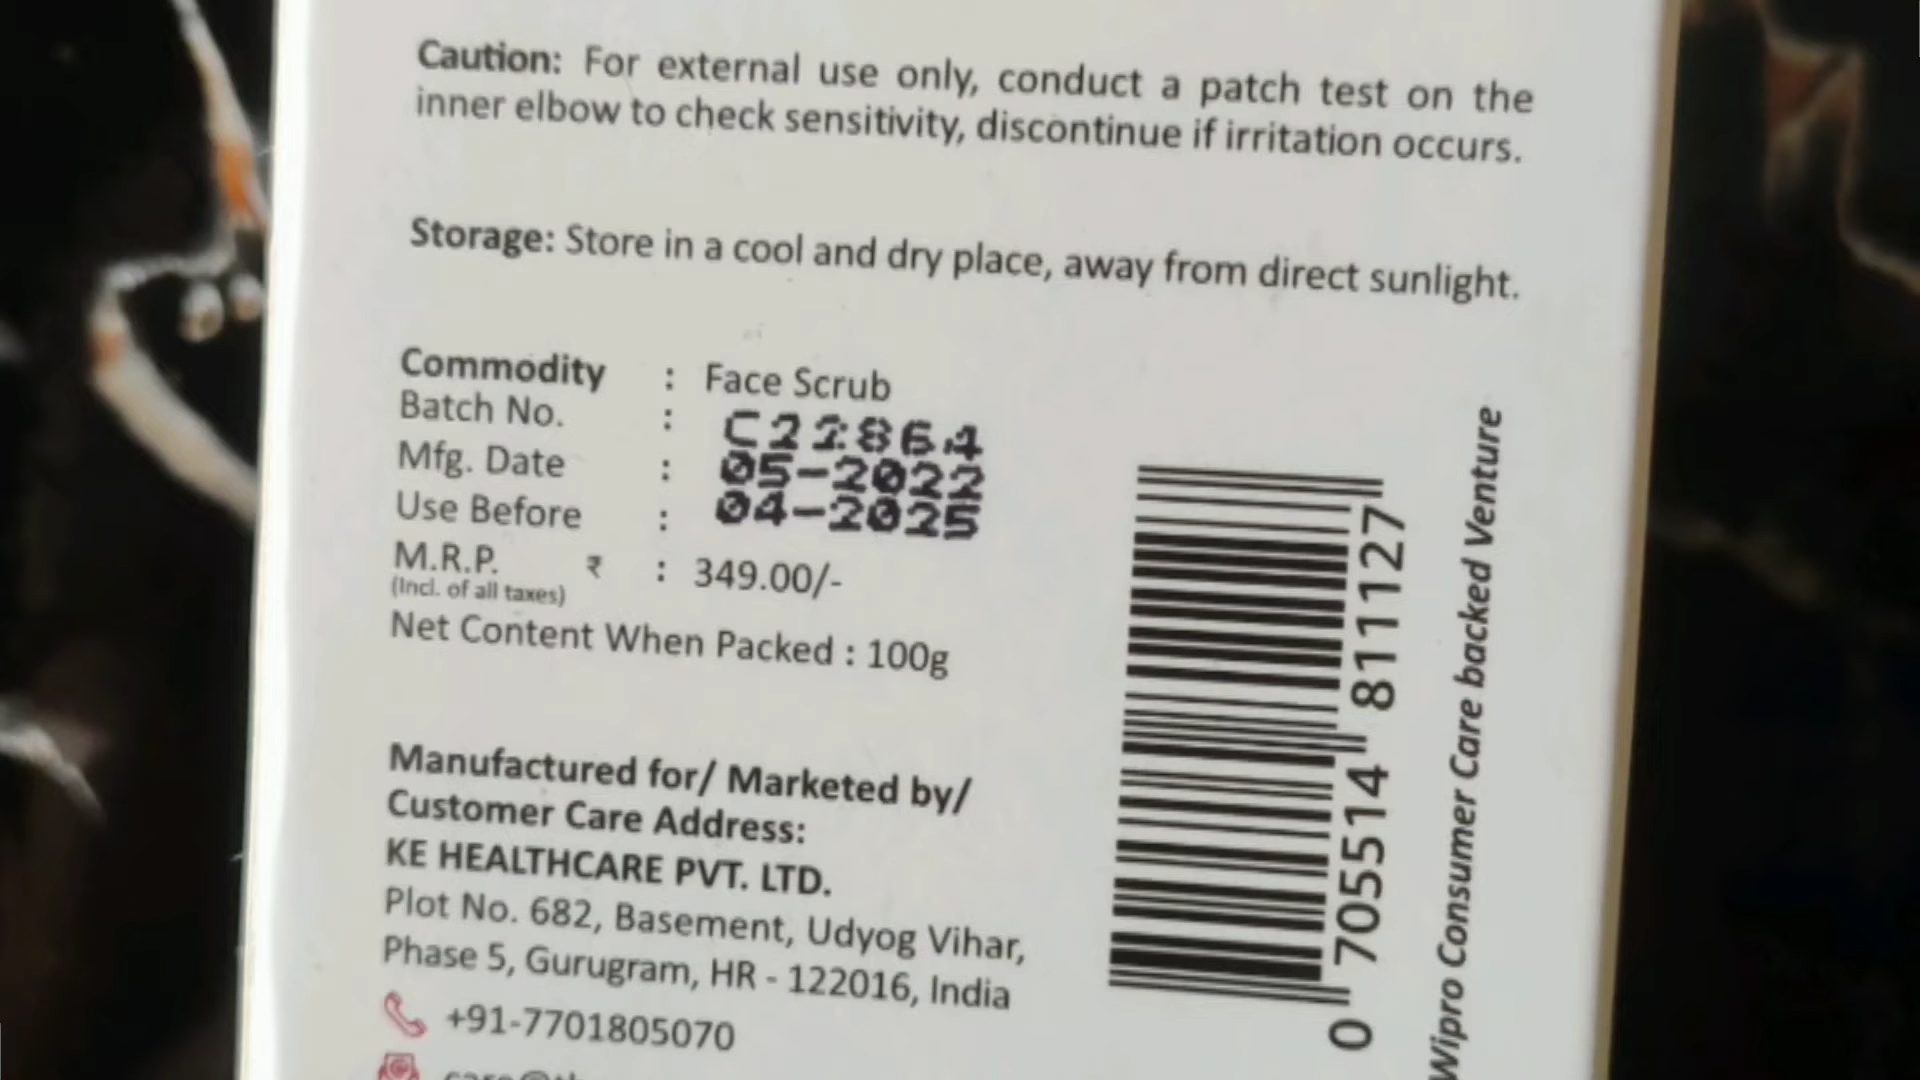 Caution: For external use only, conduct a patch test on the
inner elbow to check sensitivity, discontinue if irritation occurs.
Storage: Store in a cool and dry place, away from direct sunlight.
Commodity : Face Scrub
Batch No. : C22864
Mfg. Date : 05-2022
Use Before : 04-2025
M.R.P. ₹ : 349.00/-
(Incl. of all taxes)
Net Content When Packed : 100g
Manufactured for/ Marketed by/
Customer Care Address:
KE HEALTHCARE PVT. LTD.
Plot No. 682, Basement, Udyog Vihar,
Phase 5, Gurugram, HR - 122016, India
+91-7701805070
0 705514 811127
Wipro Consumer Care backed Venture